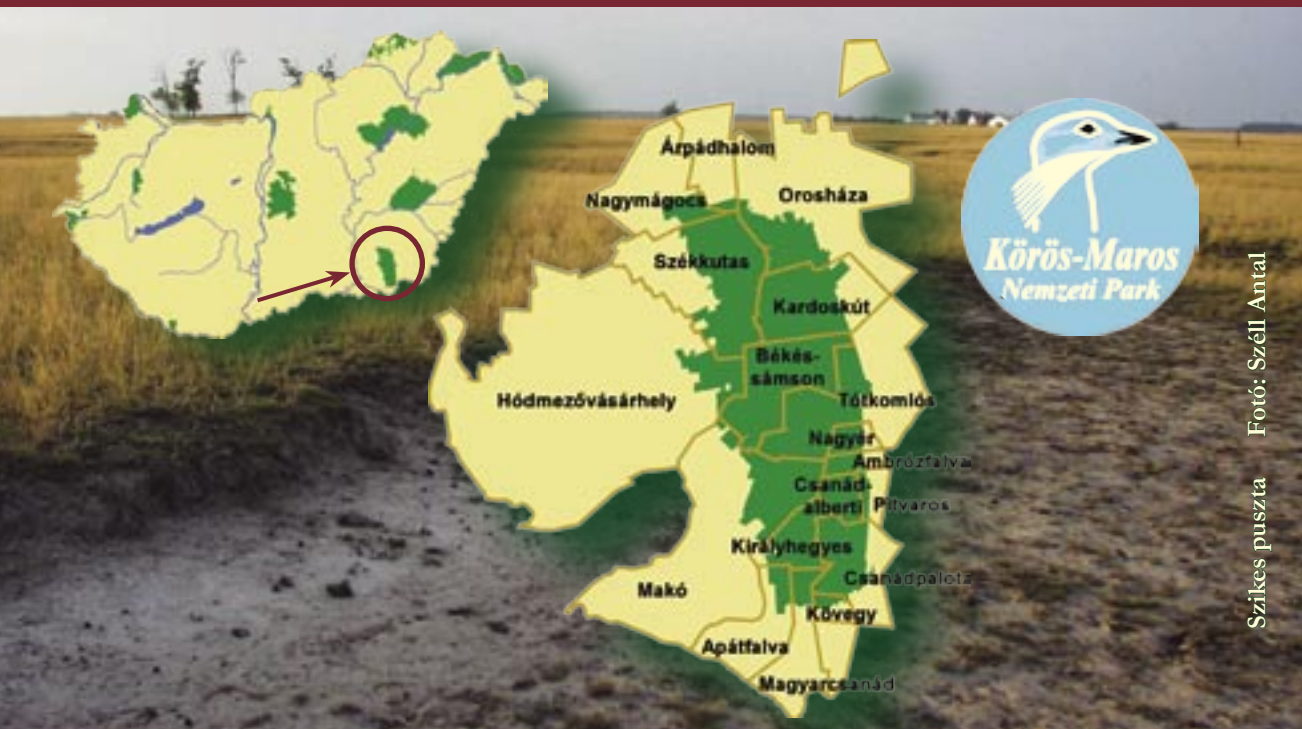 Árpádhalom
Nagymágocs
Orosháza
Székkutas
Kardoskút
Békés-
sámson
Hódmezővásárhely
Tótkomlós
Nagyér
Ambrózfalva
Csanád-
alberti
Pitvaros
Királyhegyes
Csanádpalota
Makó
Kövegy
Apátfalva
Magyarcsanád
Körös-Maros
Nemzeti Park
Szikes puszta Fotó: Széll Antal